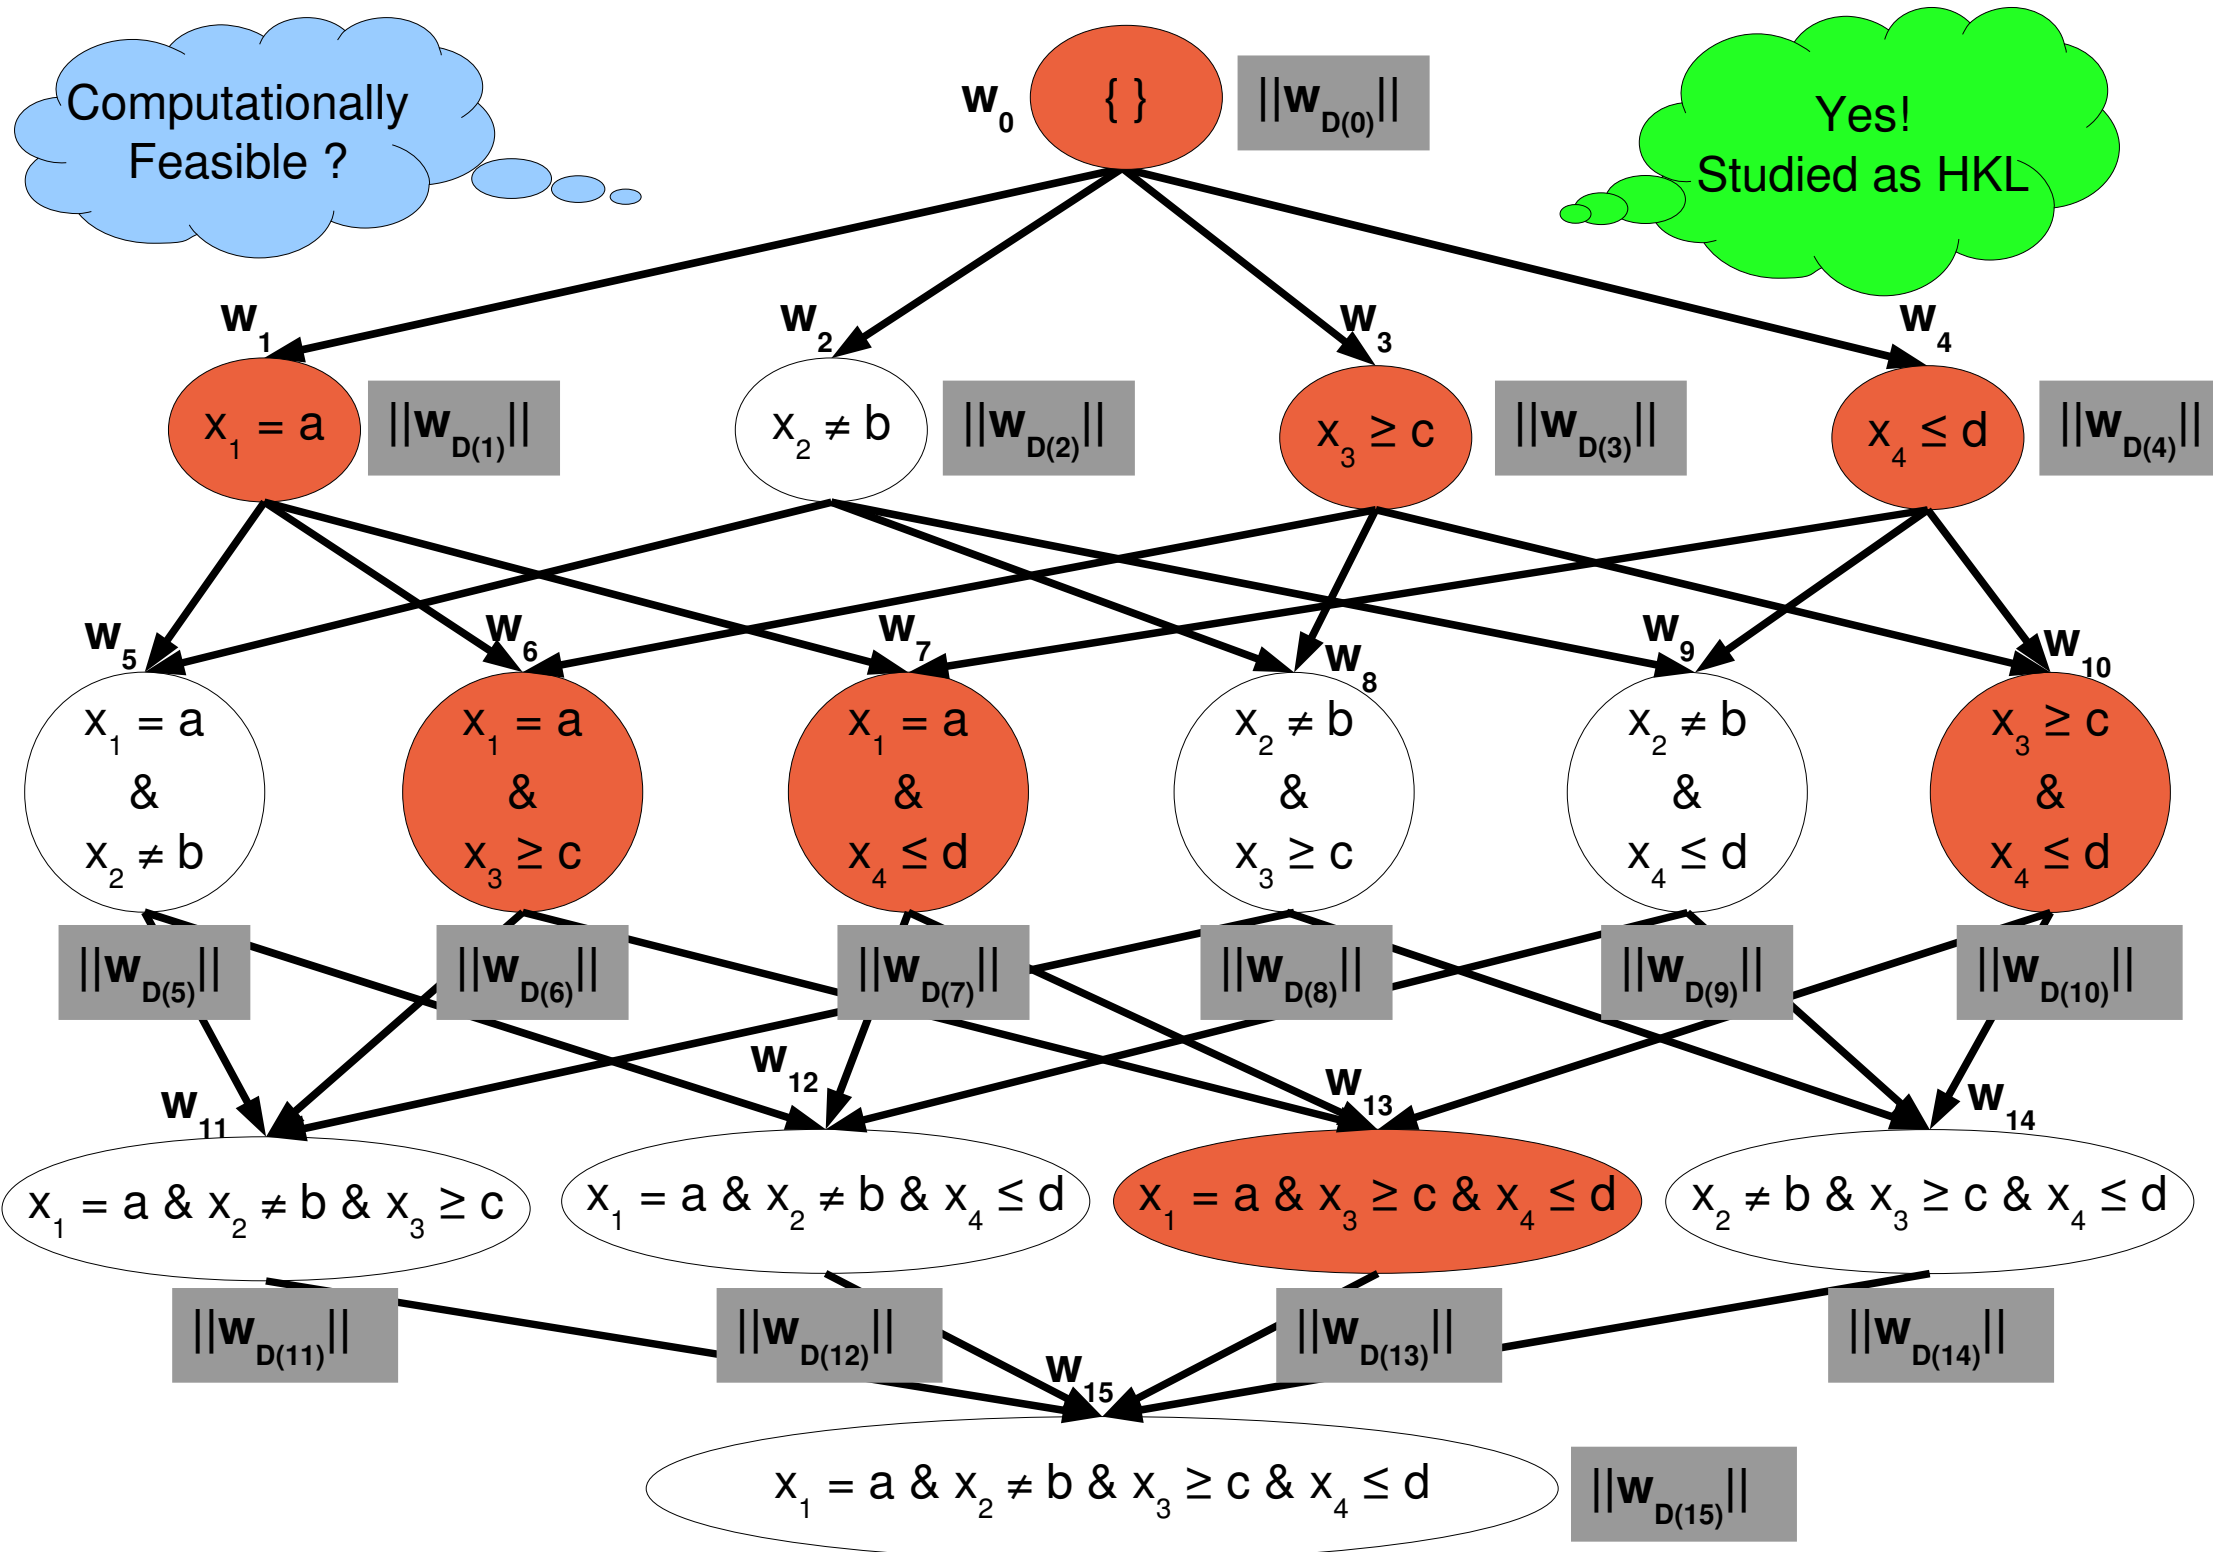 Computationally
Feasible ?
w0 { } ||wD(0)||
Yes!
Studied as HKL
w1 w2 w3 w4
x1 = a ||wD(1)|| x2 ≠ b ||wD(2)|| x3 ≥ c ||wD(3)|| x4 ≤ d ||wD(4)||
w5 w6 w7 w8 w9 w10
x1 = a x1 = a x1 = a x2 ≠ b x2 ≠ b x3 ≥ c
& & & & & &
x2 ≠ b x3 ≥ c x4 ≤ d x3 ≥ c x4 ≤ d x4 ≤ d
||wD(5)|| ||wD(6)|| ||wD(7)|| ||wD(8)|| ||wD(9)|| ||wD(10)||
w11 w12 w13 w14
x1 = a & x2 ≠ b & x3 ≥ c x1 = a & x2 ≠ b & x4 ≤ d x1 = a & x3 ≥ c & x4 ≤ d x2 ≠ b & x3 ≥ c & x4 ≤ d
||wD(11)|| ||wD(12)|| ||wD(13)|| ||wD(14)||
w15
x1 = a & x2 ≠ b & x3 ≥ c & x4 ≤ d ||wD(15)||